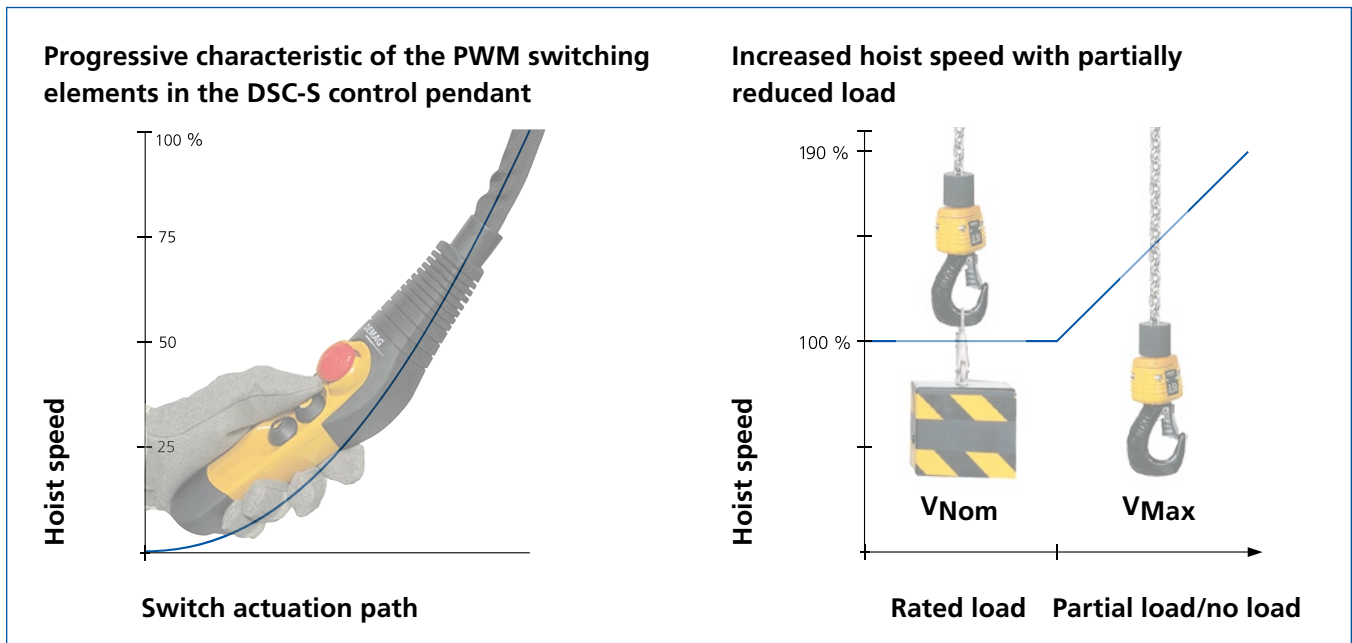 Progressive characteristic of the PWM switching
elements in the DSC-S control pendant
100 %
75
50
25
DEMAG
Hoist speed
Switch actuation path
Increased hoist speed with partially
reduced load
190 %
100 %
Hoist speed
VNom
VMax
Rated load
Partial load/no load